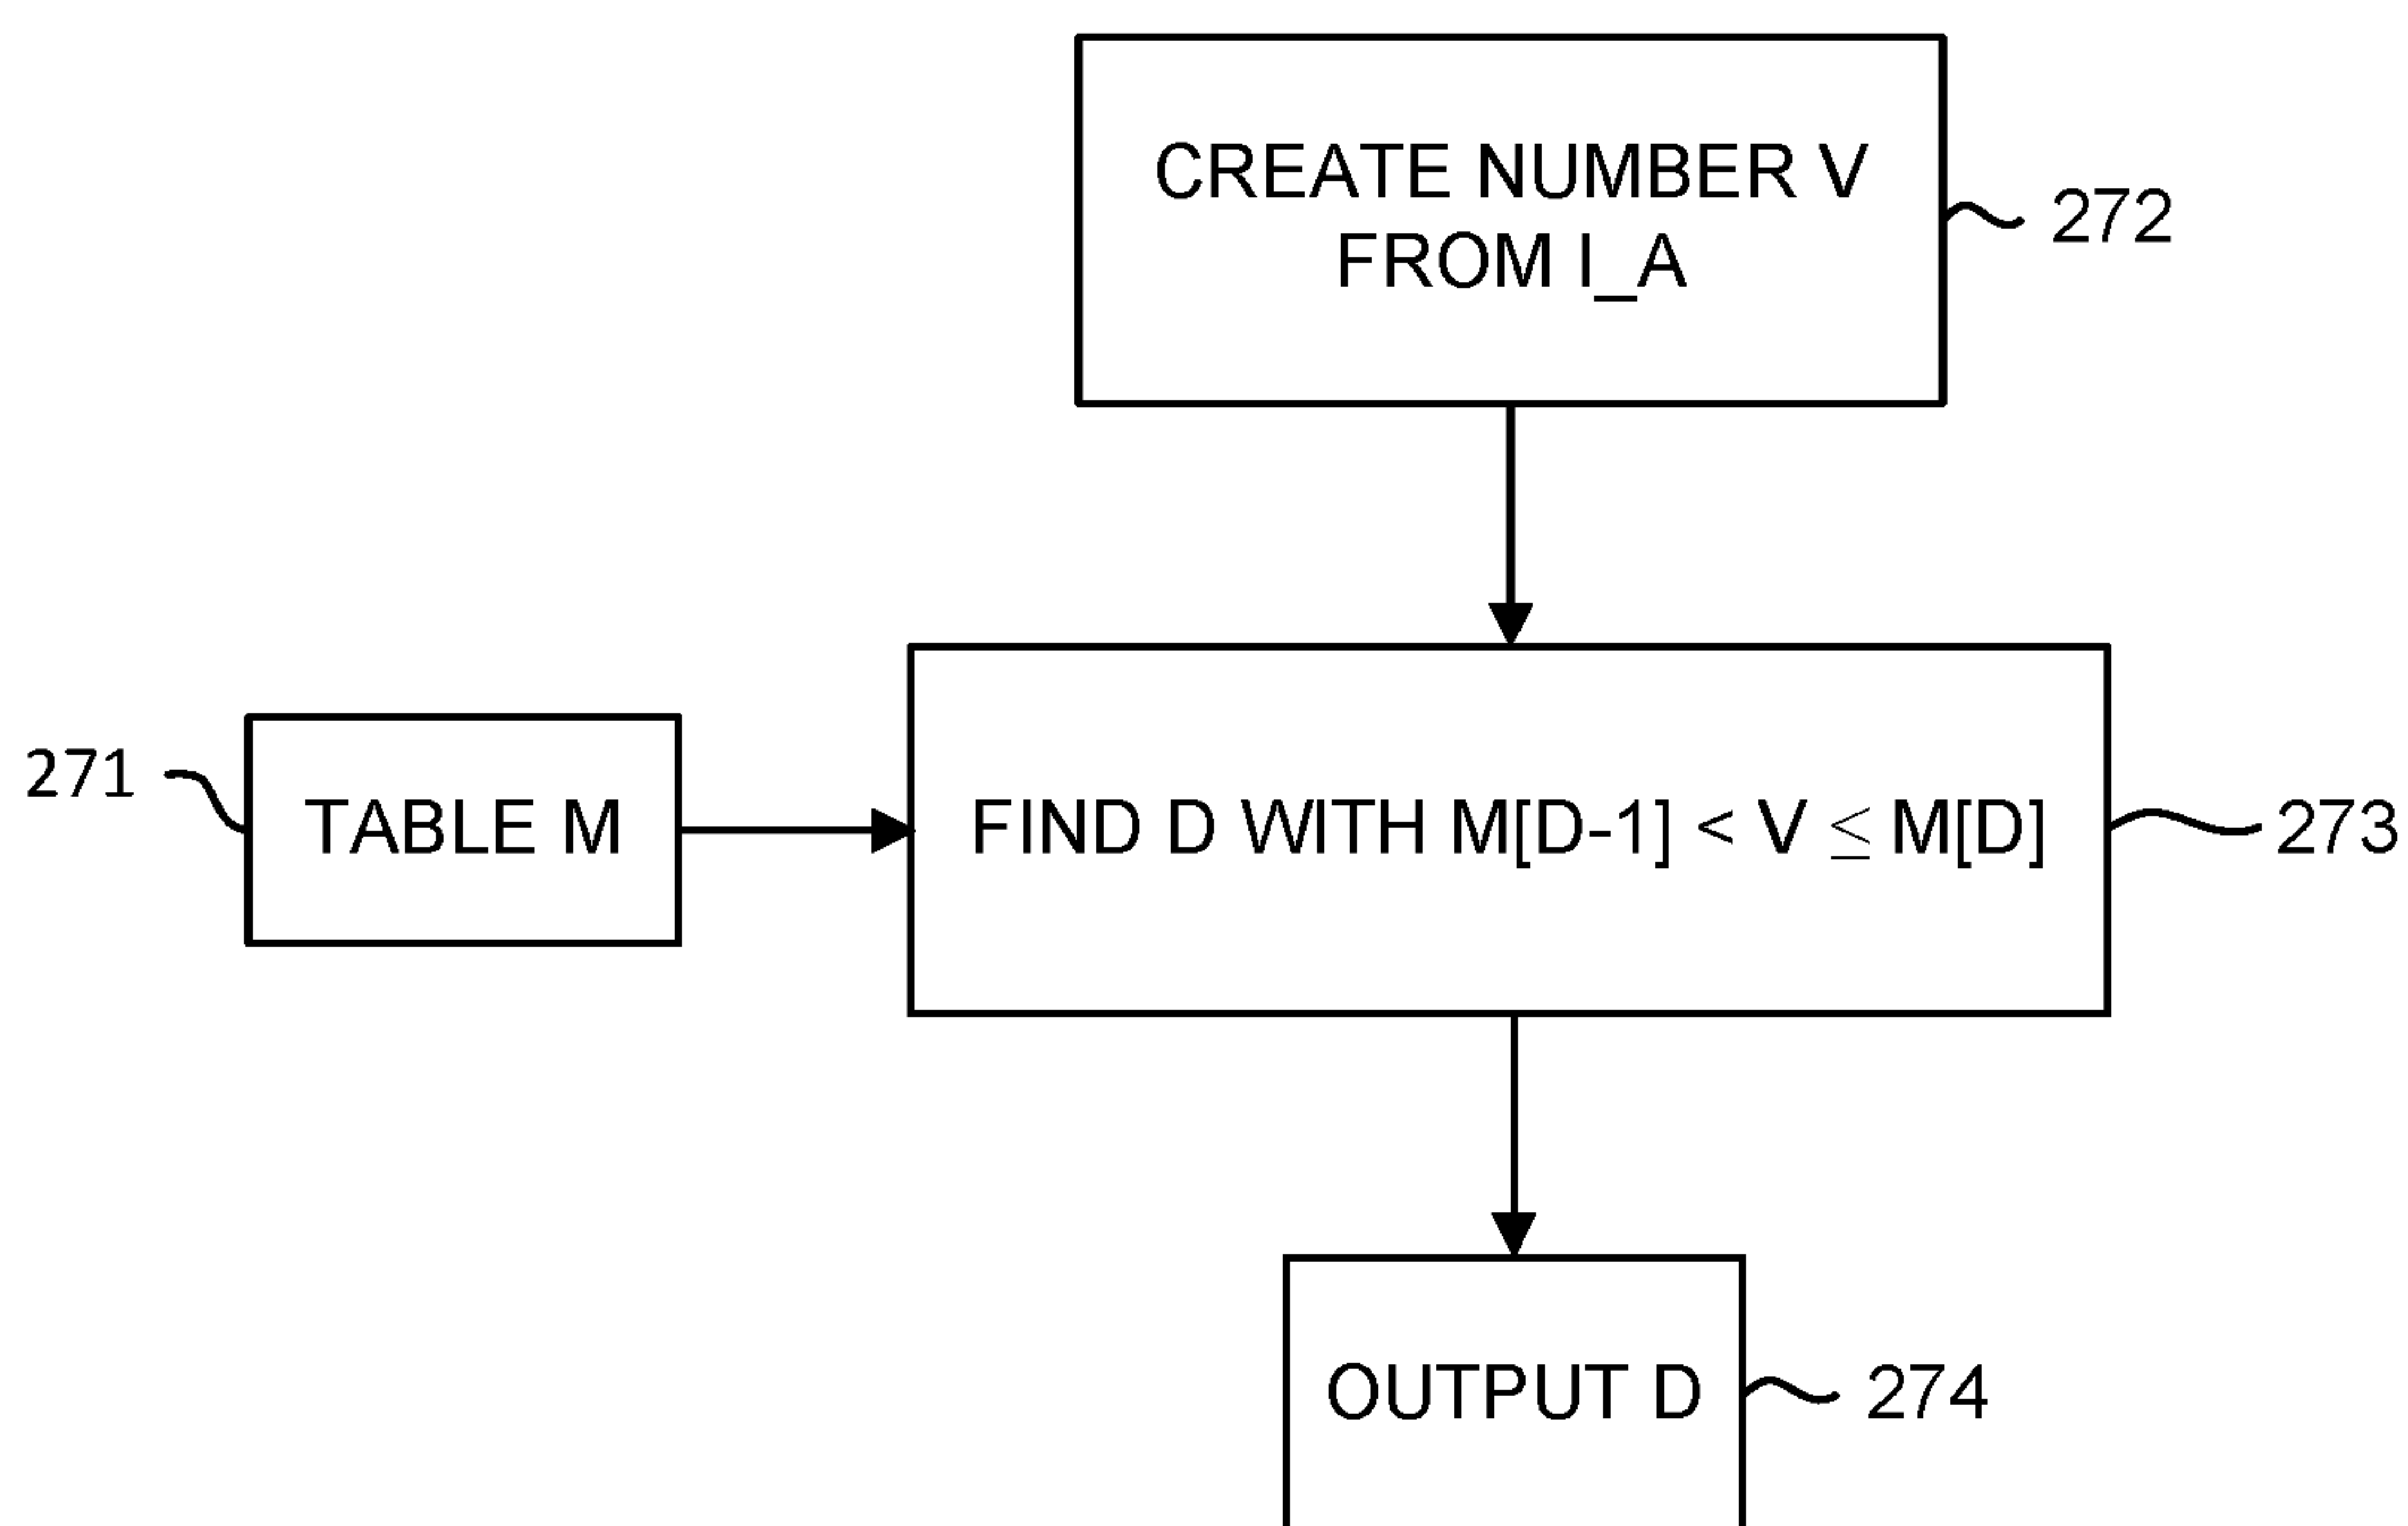 CREATE NUMBER V
FROM I_A
272
271
TABLE M
FIND D WITH M[D-1] < V ≤ M[D]
273
OUTPUT D
274